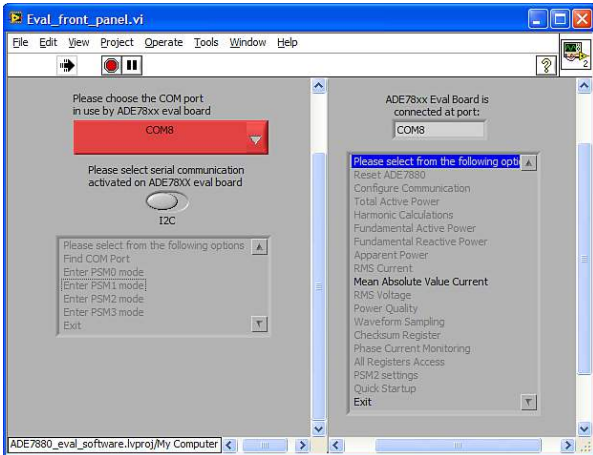 Eval_front_panel.vi
File Edit View Project Operate Tools Window Help
2
Please choose the COM port
in use by ADE78xx eval board
COM8
Please select serial communication
activated on ADE78XX eval board
I2C
Please select from the following options
Find COM Port
Enter PSM0 mode
Enter PSM1 mode
Enter PSM2 mode
Enter PSM3 mode
Exit
ADE78xx Eval Board is
connected at port:
COM8
Please select from the following opti
Reset ADE7880
Configure Communication
Total Active Power
Harmonic Calculations
Fundamental Active Power
Fundamental Reactive Power
Apparent Power
RMS Current
Mean Absolute Value Current
RMS Voltage
Power Quality
Waveform Sampling
Checksum Register
Phase Current Monitoring
All Registers Access
PSM2 settings
Quick Startup
Exit
ADE7880_eval_software.lvproj/My Computer